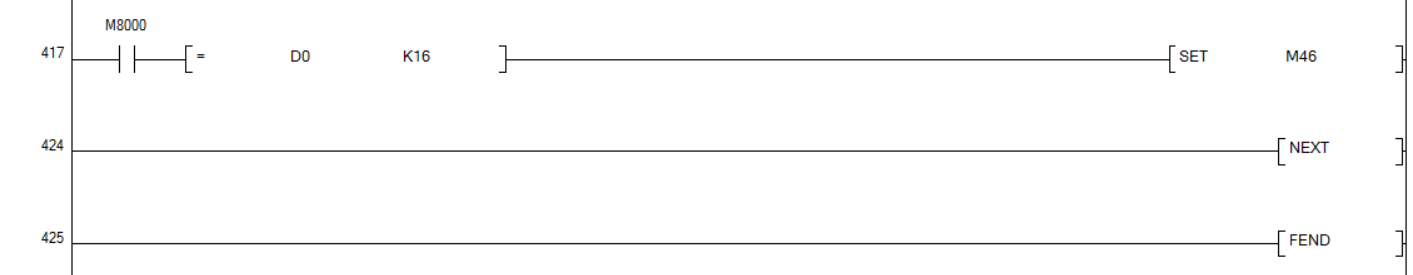 M8000
417 = D0 K16 SET M46
424 NEXT
425 FEND